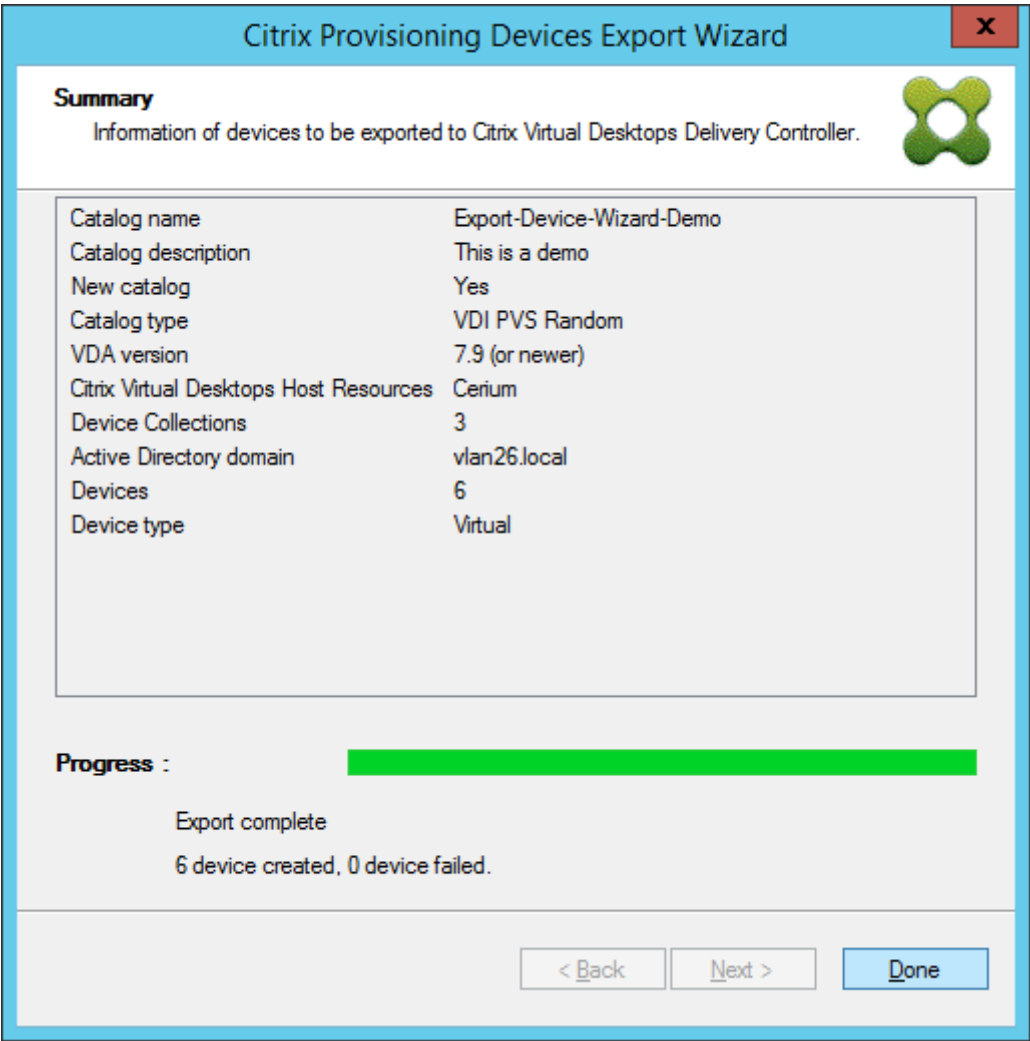 Citrix Provisioning Devices Export Wizard
x
Summary
Information of devices to be exported to Citrix Virtual Desktops Delivery Controller.
Catalog name Export-Device-Wizard-Demo
Catalog description This is a demo
New catalog Yes
Catalog type VDI PVS Random
VDA version 7.9 (or newer)
Citrix Virtual Desktops Host Resources Cerium
Device Collections 3
Active Directory domain vlan26.local
Devices 6
Device type Virtual
Progress :
Export complete
6 device created, 0 device failed.
< Back Next > Done